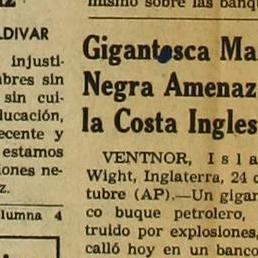 mismo sobre las banqu
LDIVAR
injusti-
bres sin
sin cul-
ducación,
ecente y
estamos
iones ne-
z.
olumna 4
Gigantesca Ma
Negra Amenaz
la Costa Ingles
VENTNOR, Isla
Wight, Inglaterra, 24 d
tubre (AP).—Un gigan
co buque petrolero,
truido por explosiones,
calló hoy en un banco